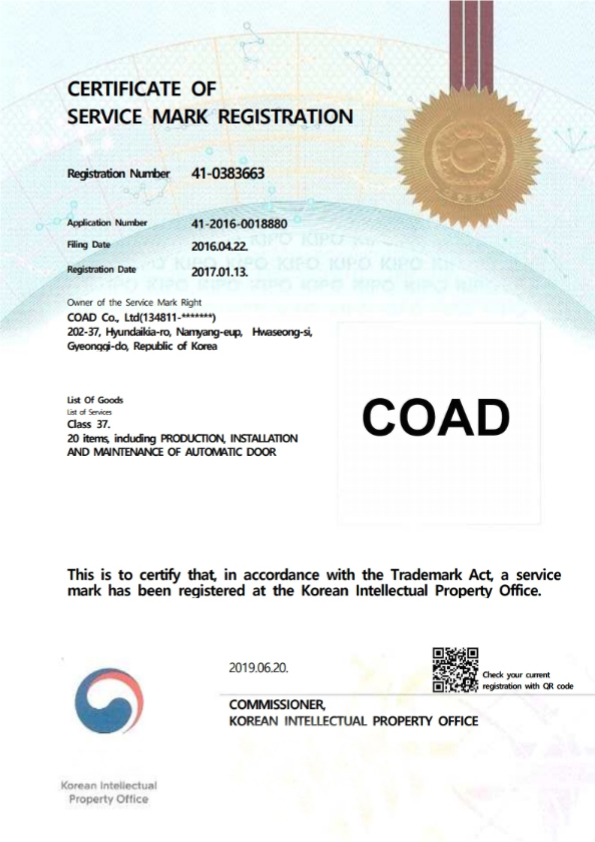 CERTIFICATE OF
SERVICE MARK REGISTRATION
Registration Number 41-0383663
Application Number 41-2016-0018880
Filing Date 2016.04.22.
Registration Date 2017.01.13.
KIPO KIPO KIPO KIPO KIPO
Owner of the Service Mark Right
COAD Co., Ltd(134811-*******)
202-37, Hyundaikia-ro, Namyang-eup, Hwaseong-si,
Gyeonggi-do, Republic of Korea
List Of Goods
List of Services
Class 37.
20 items, including PRODUCTION, INSTALLATION
AND MAINTENANCE OF AUTOMATIC DOOR
COAD
This is to certify that, in accordance with the Trademark Act, a service
mark has been registered at the Korean Intellectual Property Office.
2019.06.20.
Check your current
registration with QR code
COMMISSIONER,
KOREAN INTELLECTUAL PROPERTY OFFICE
Korean Intellectual
Property Office